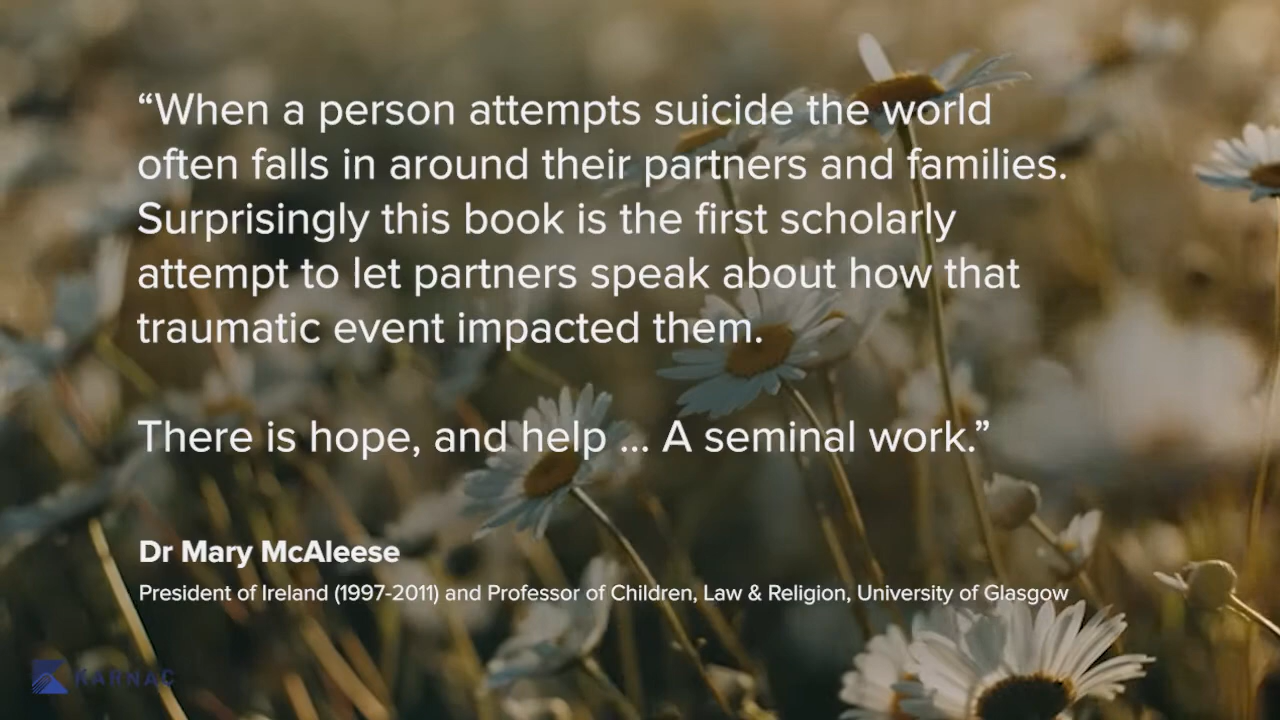 “When a person attempts suicide the world
often falls in around their partners and families.
Surprisingly this book is the first scholarly
attempt to let partners speak about how that
traumatic event impacted them.
There is hope, and help ... A seminal work.”
Dr Mary McAleese
President of Ireland (1997-2011) and Professor of Children, Law & Religion, University of Glasgow
KARNAC